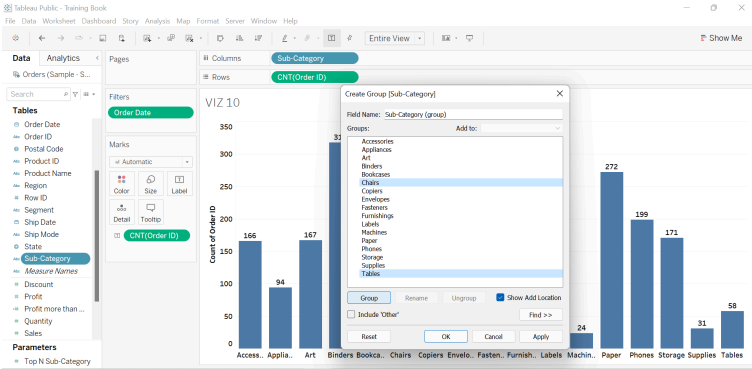 Tableau Public - Training Book
File Data Worksheet Dashboard Story Analysis Map Format Server Window Help
Entire View
Show Me
Data Analytics
Orders (Sample - S...
Search
Tables
Order Date
Order ID
Postal Code
Product ID
Product Name
Region
Row ID
Segment
Ship Date
Ship Mode
State
Sub-Category
Measure Names
Discount
Profit
Profit more than ...
Quantity
Sales
Parameters
Top N Sub-Category
Pages
Filters
Order Date
Marks
Automatic
Color Size Label
Detail Tooltip
CNT(Order ID)
Columns Sub-Category
Rows CNT(Order ID)
VIZ 10
Count of Order ID
350
300
250
200
150
100
50
0
166
94
167
31
24
272
199
171
31
58
Access.. Applia.. Art Binders Bookca.. Chairs Copiers Envelo.. Fasten.. Furnish.. Labels Machin.. Paper Phones Storage Supplies Tables
Create Group [Sub-Category]
Field Name: Sub-Category (group)
Groups: Add to:
Accessories
Appliances
Art
Binders
Bookcases
Chairs
Copiers
Envelopes
Fasteners
Furnishings
Labels
Machines
Paper
Phones
Storage
Supplies
Tables
Group Rename Ungroup Show Add Location
Include 'Other' Find >>
Reset OK Cancel Apply